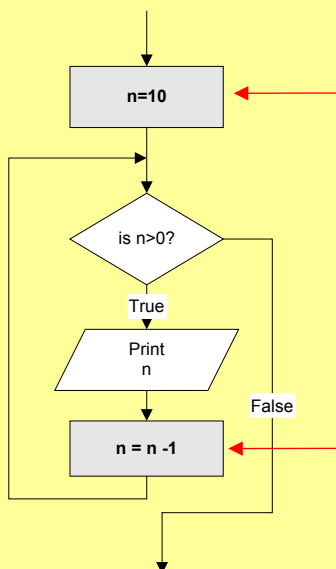 n=10
is n>0?
True
Print
n
False
n = n -1